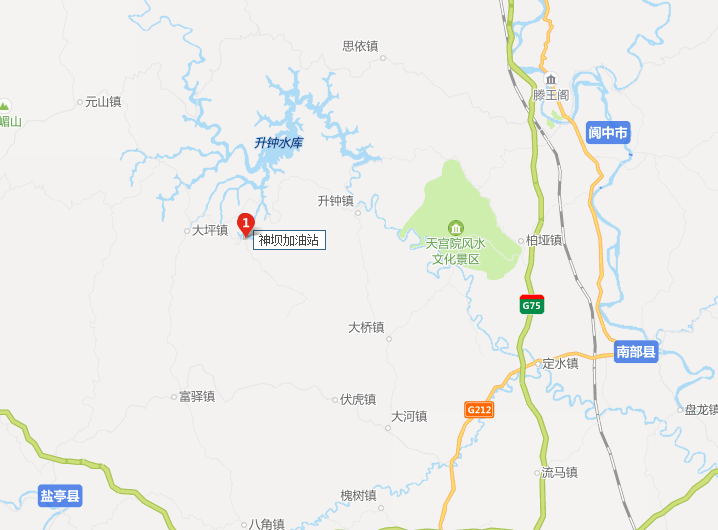 思依镇
滕王阁
元山镇
嵋山
阆中市
升钟水库
升钟镇
大坪镇
1
神坝加油站
天宫院风水
文化景区
柏垭镇
G75
大桥镇
南部县
定水镇
富驿镇
伏虎镇
G212
大河镇
盘龙镇
流马镇
盐亭县
槐树镇
八角镇